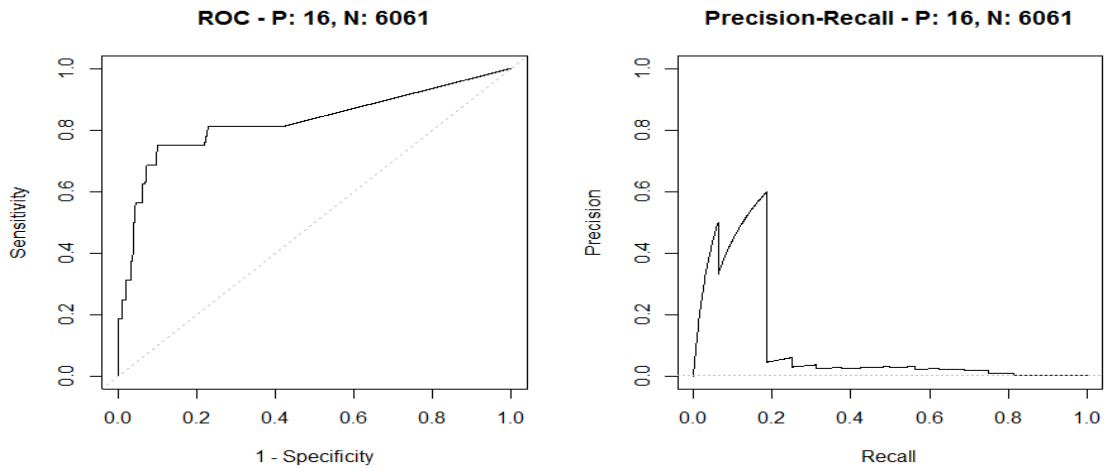 ROC - P: 16, N: 6061
Sensitivity
1.0
0.8
0.6
0.4
0.2
0.0
0.0 0.2 0.4 0.6 0.8 1.0
1 - Specificity
Precision-Recall - P: 16, N: 6061
Precision
1.0
0.8
0.6
0.4
0.2
0.0
0.0 0.2 0.4 0.6 0.8 1.0
Recall